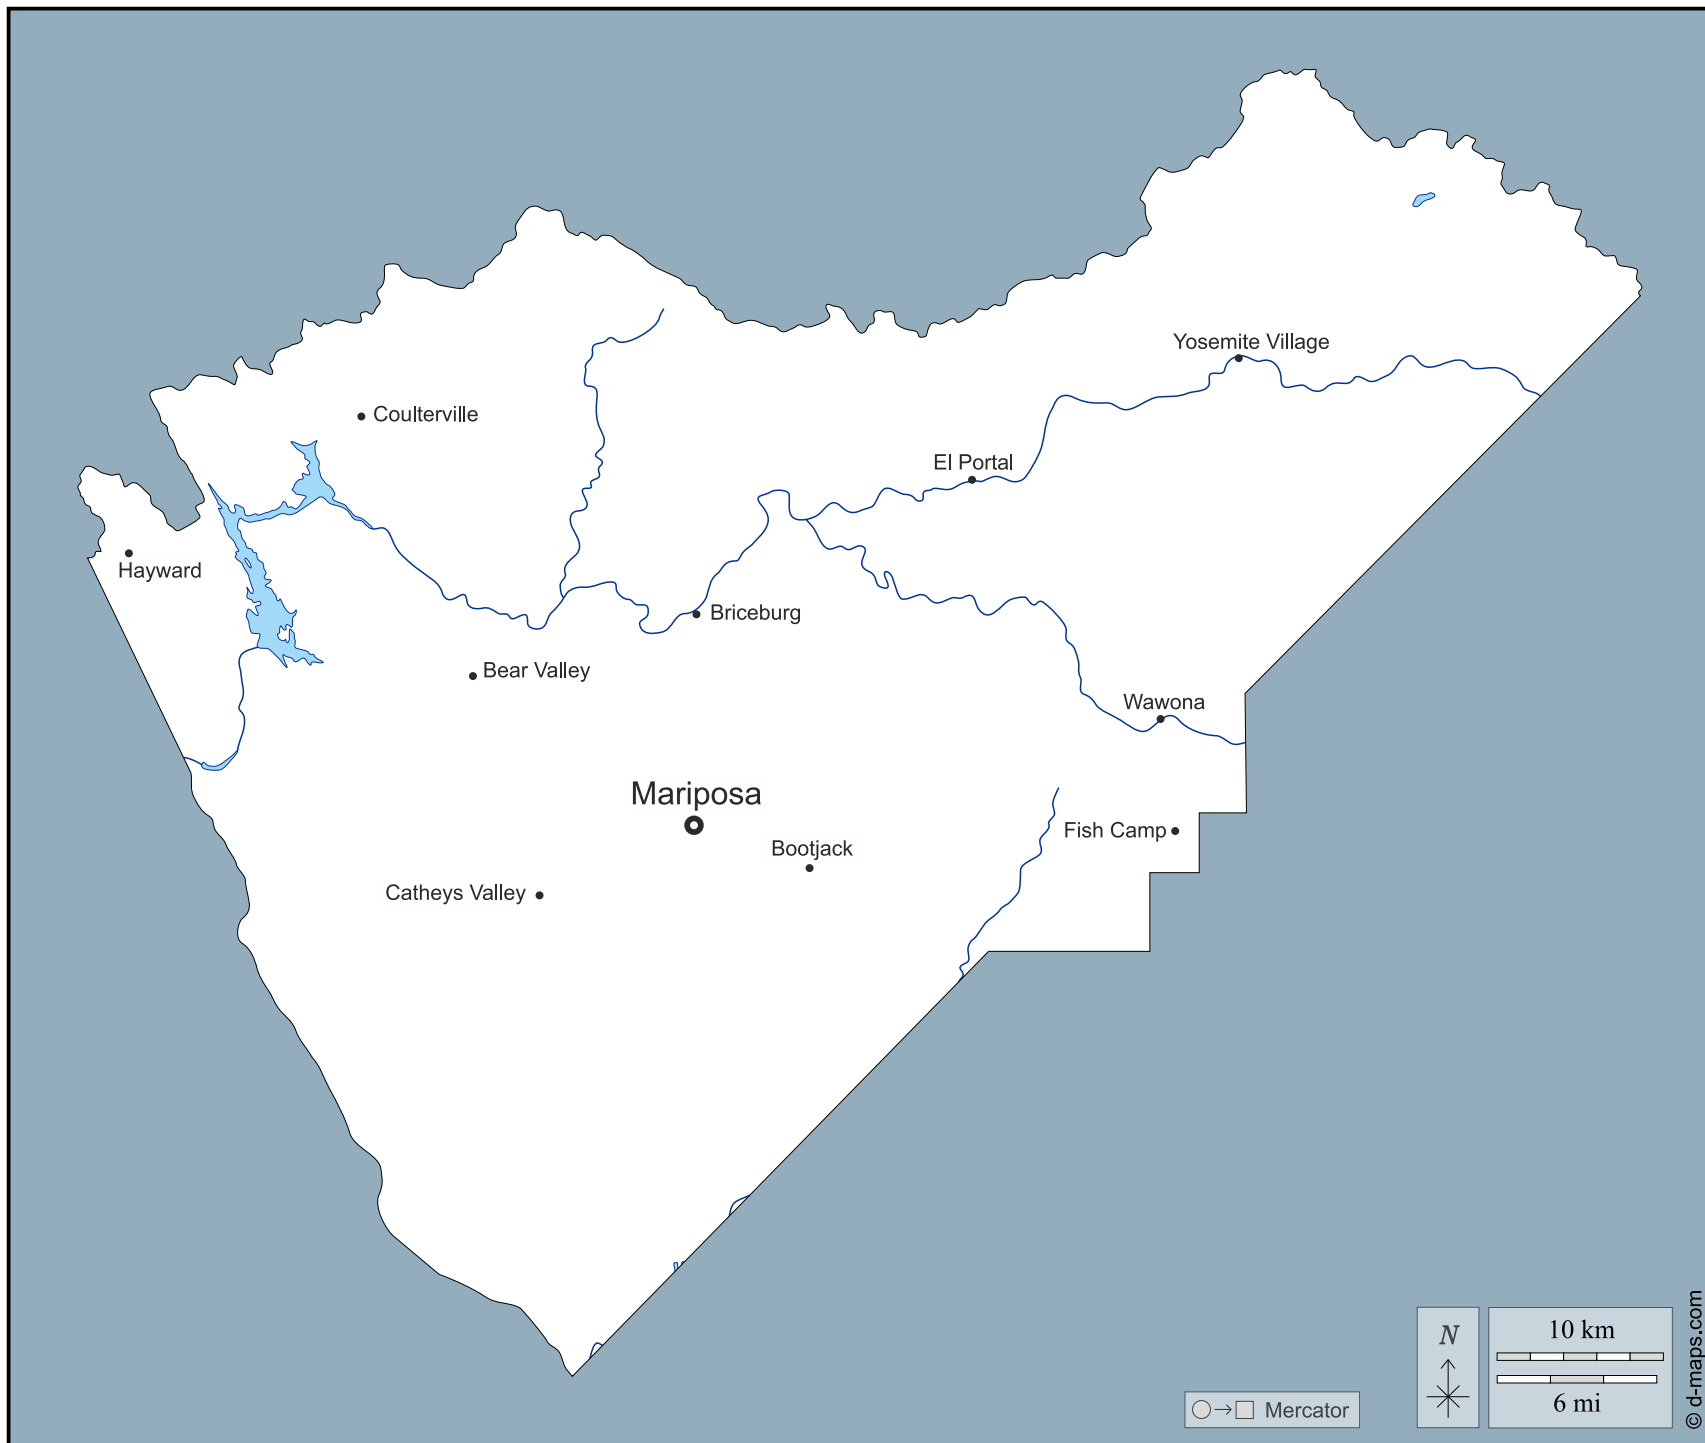 Yosemite Village
Coulterville
El Portal
Hayward
Briceburg
Bear Valley
Wawona
Mariposa
Fish Camp
Bootjack
Catheys Valley
N
10 km
6 mi
Mercator
© d-maps.com